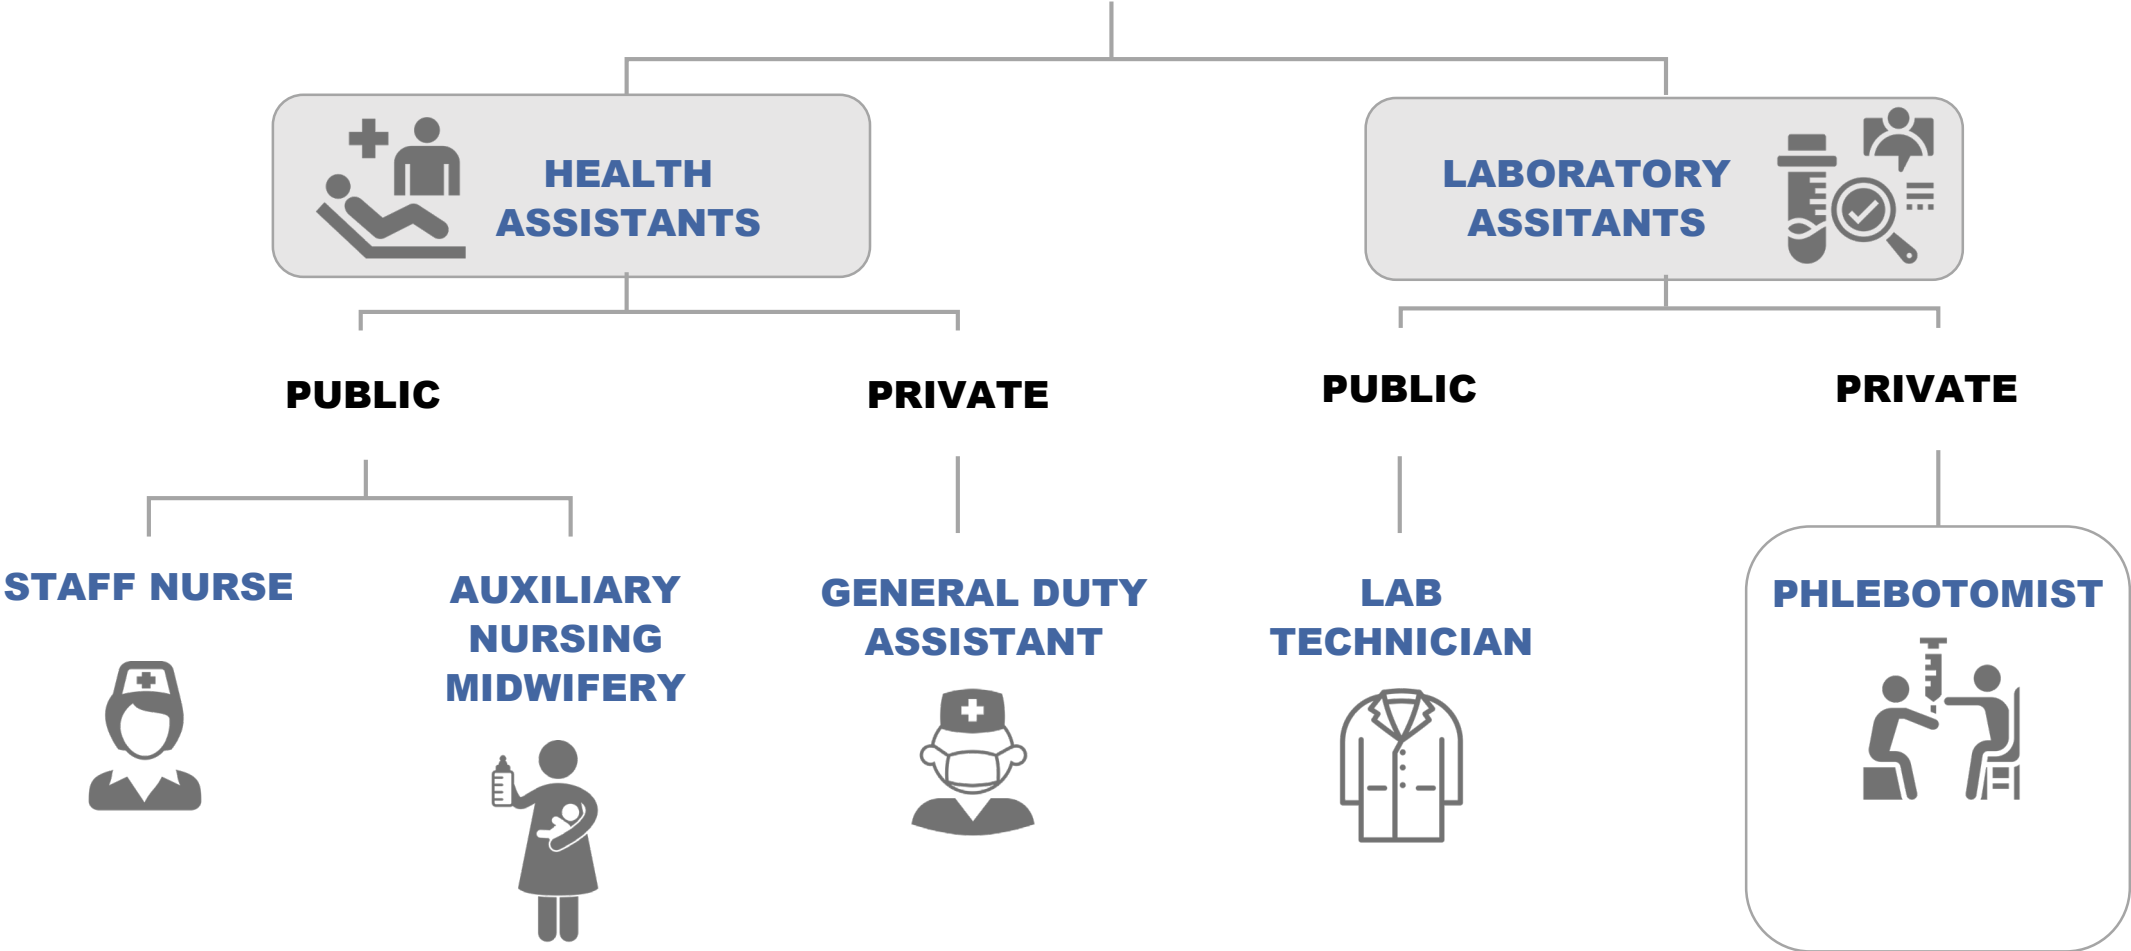 HEALTH
ASSISTANTS
LABORATORY
ASSITANTS
PUBLIC
PRIVATE
PUBLIC
PRIVATE
STAFF NURSE
AUXILIARY
NURSING
MIDWIFERY
GENERAL DUTY
ASSISTANT
LAB
TECHNICIAN
PHLEBOTOMIST